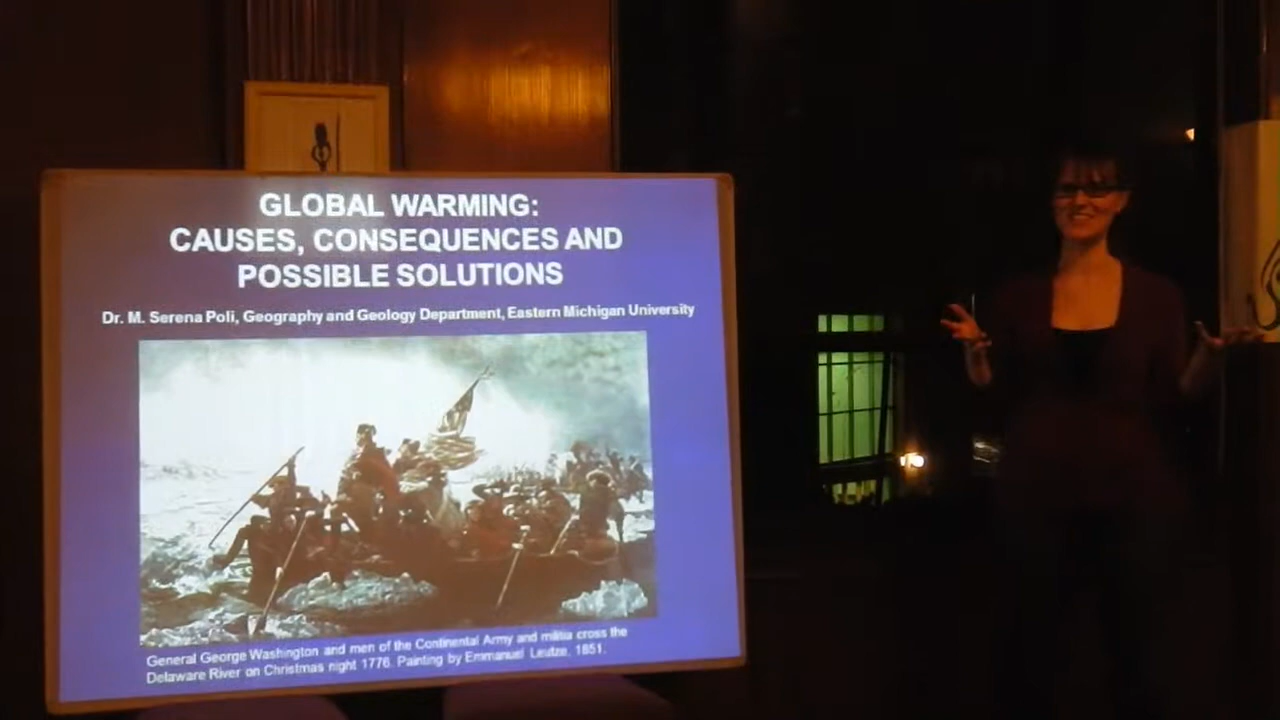 GLOBAL WARMING:
CAUSES, CONSEQUENCES AND
POSSIBLE SOLUTIONS
Dr. M. Serena Poli, Geography and Geology Department, Eastern Michigan University
General George Washington and men of the Continental Army and militia cross the
Delaware River on Christmas night 1776. Painting by Emmanuel Leutze, 1851.